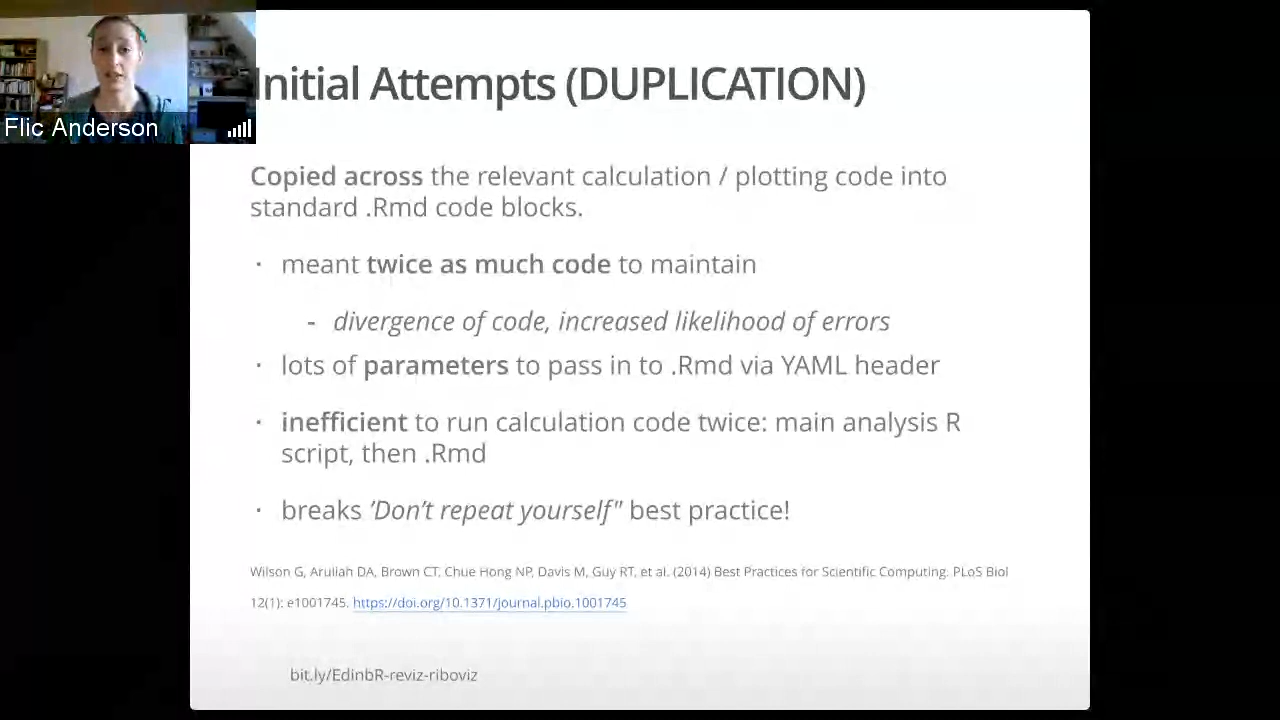 Initial Attempts (DUPLICATION)
Flic Anderson
Copied across the relevant calculation / plotting code into
standard .Rmd code blocks.
· meant twice as much code to maintain
- divergence of code, increased likelihood of errors
· lots of parameters to pass in to .Rmd via YAML header
· inefficient to run calculation code twice: main analysis R
script, then .Rmd
· breaks 'Don't repeat yourself" best practice!
Wilson G, Aruliah DA, Brown CT, Chue Hong NP, Davis M, Guy RT, et al. (2014) Best Practices for Scientific Computing. PLoS Biol
12(1): e1001745. https://doi.org/10.1371/journal.pbio.1001745
bit.ly/EdinbR-reviz-riboviz